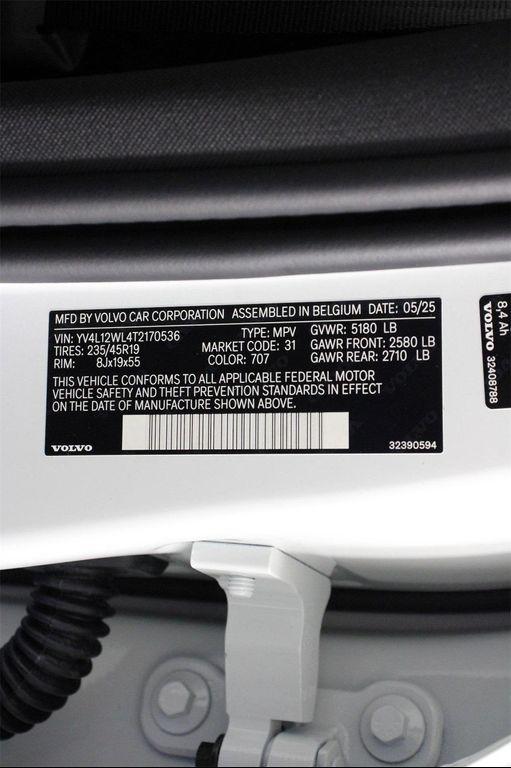 MFD BY VOLVO CAR CORPORATION ASSEMBLED IN BELGIUM DATE: 05/25
VIN: YV4L12WL4T2170536 TYPE: MPV GVWR: 5180 LB
TIRES: 235/45R19 MARKET CODE: 31 GAWR FRONT: 2580 LB
RIM: 8Jx19x55 COLOR: 707 GAWR REAR: 2710 LB
THIS VEHICLE CONFORMS TO ALL APPLICABLE FEDERAL MOTOR
VEHICLE SAFETY AND THEFT PREVENTION STANDARDS IN EFFECT
ON THE DATE OF MANUFACTURE SHOWN ABOVE.
VOLVO 32390594
8,4 Ah
VOLVO 32408788